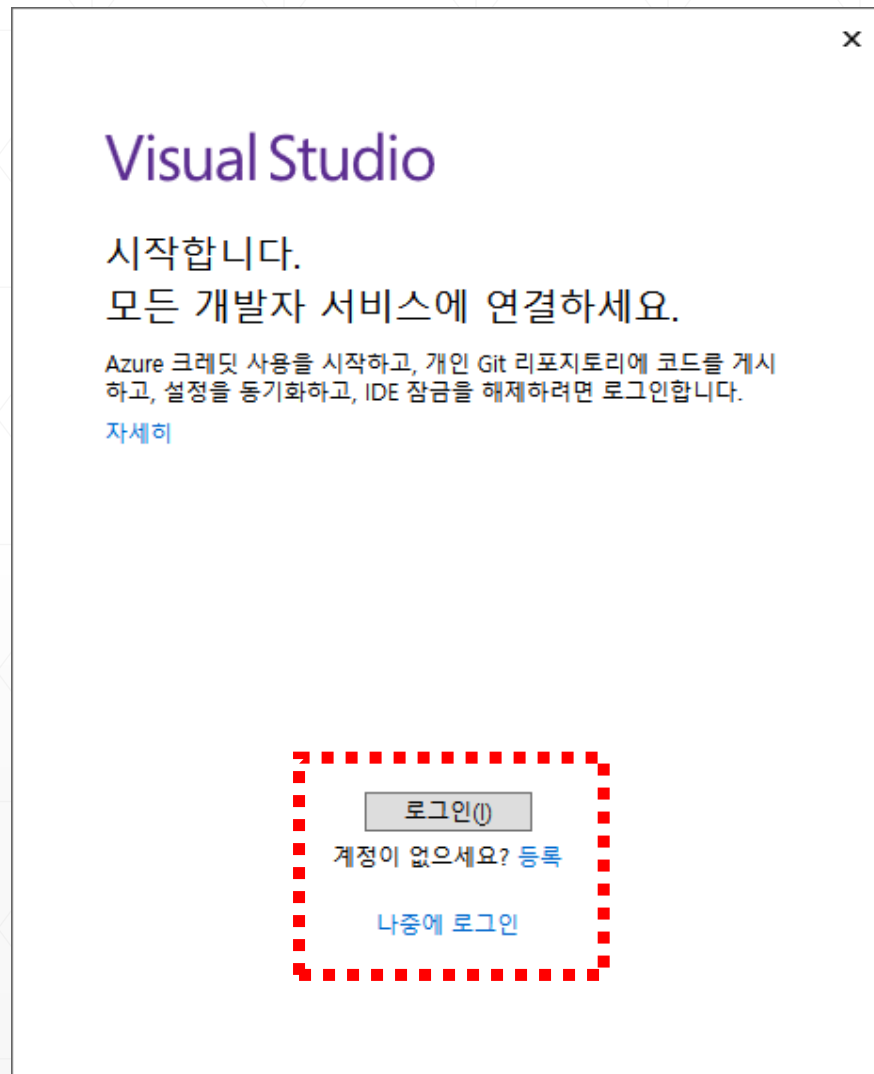 Visual Studio
시작합니다.
모든 개발자 서비스에 연결하세요.
Azure 크레딧 사용을 시작하고, 개인 Git 리포지토리에 코드를 게시
하고, 설정을 동기화하고, IDE 잠금을 해제하려면 로그인합니다.
자세히
로그인(I)
계정이 없으세요? 등록
나중에 로그인